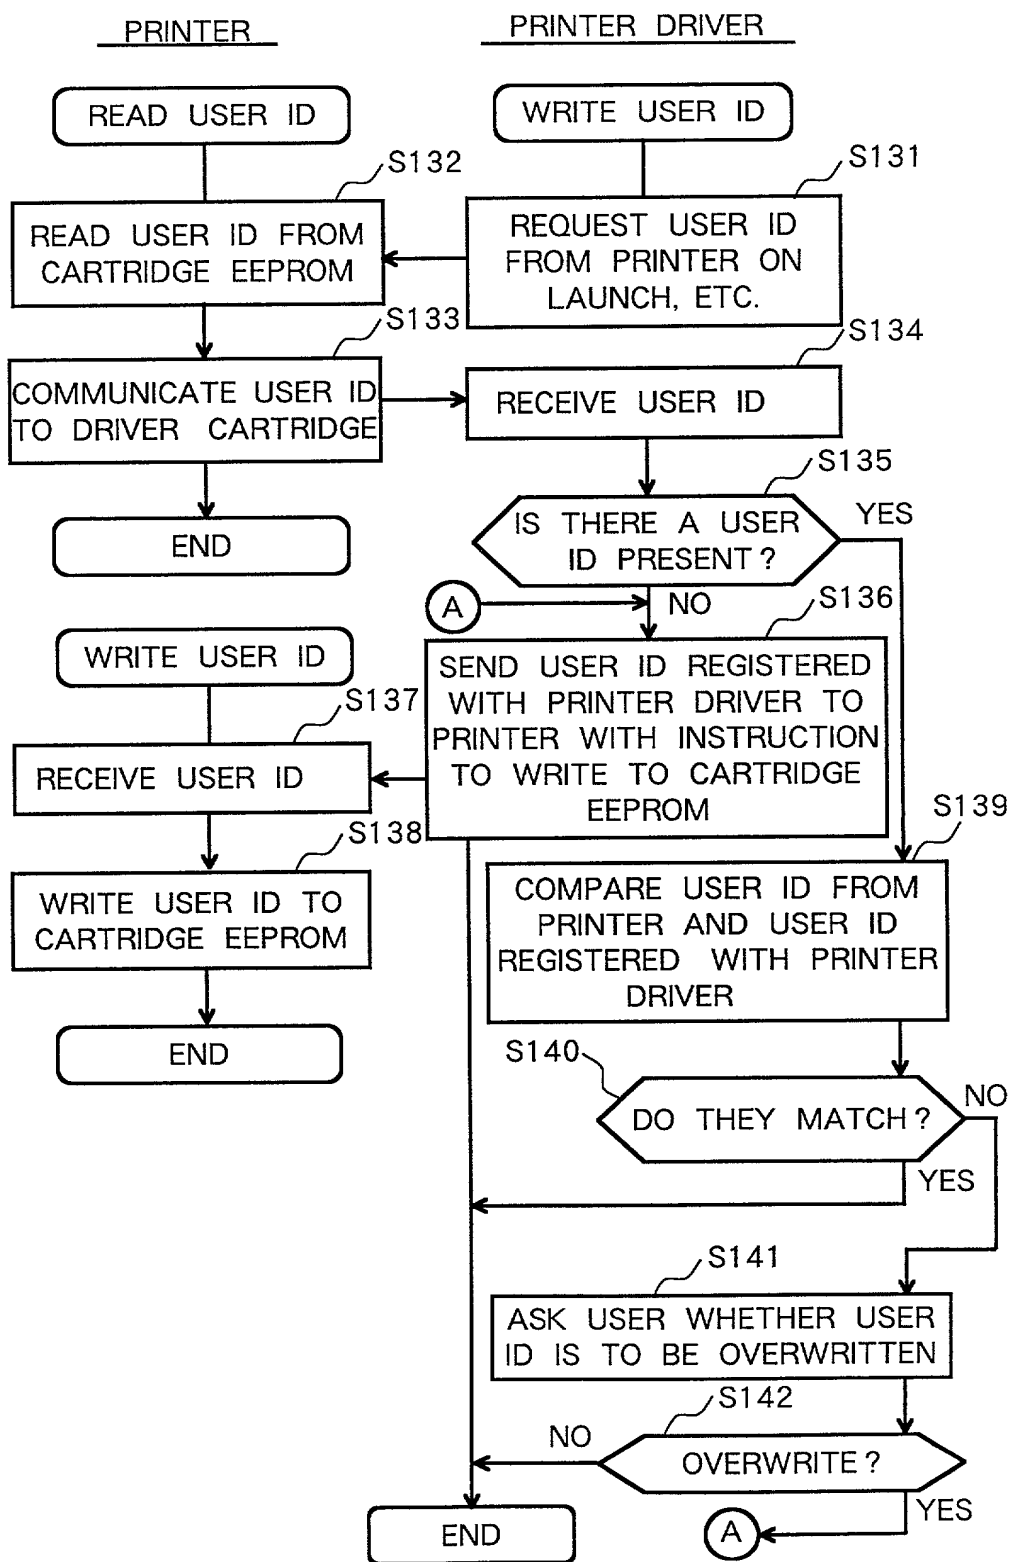 PRINTER
PRINTER DRIVER
READ USER ID
WRITE USER ID
S132
S131
READ USER ID FROM
CARTRIDGE EEPROM
REQUEST USER ID
FROM PRINTER ON
LAUNCH, ETC.
S133
S134
COMMUNICATE USER ID
TO DRIVER CARTRIDGE
RECEIVE USER ID
S135
IS THERE A USER
ID PRESENT?
YES
END
A
NO
S136
WRITE USER ID
SEND USER ID REGISTERED
WITH PRINTER DRIVER TO
PRINTER WITH INSTRUCTION
TO WRITE TO CARTRIDGE
EEPROM
S137
RECEIVE USER ID
S138
S139
WRITE USER ID TO
CARTRIDGE EEPROM
COMPARE USER ID FROM
PRINTER AND USER ID
REGISTERED WITH PRINTER
DRIVER
END
S140
DO THEY MATCH?
NO
YES
S141
ASK USER WHETHER USER
ID IS TO BE OVERWRITTEN
S142
NO
OVERWRITE?
YES
END
A